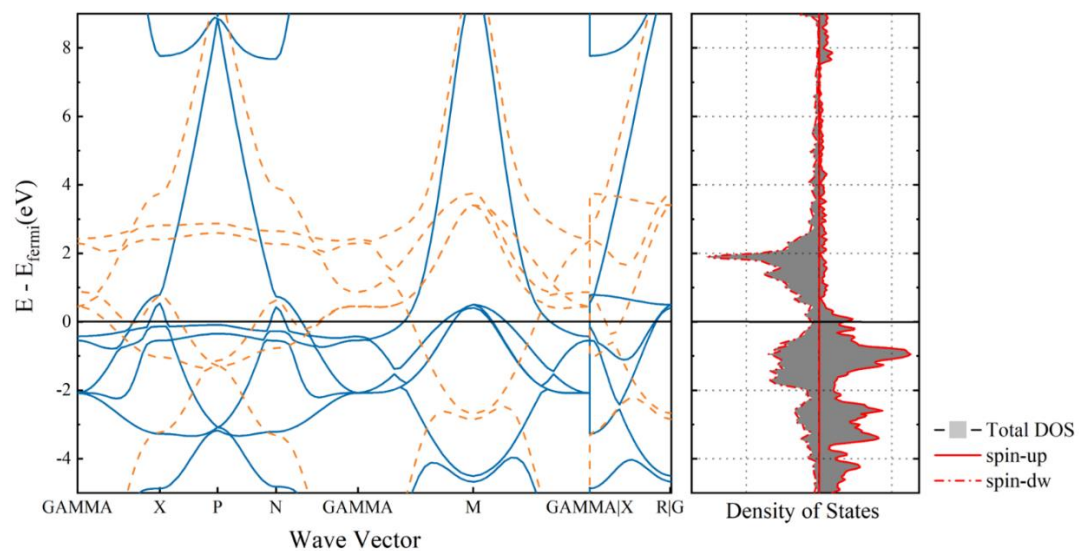 8
6
4
2
0
-2
-4
E - E_fermi(eV)
GAMMA X P N GAMMA M GAMMA|X R|G
Wave Vector
Density of States
Total DOS
spin-up
spin-dw